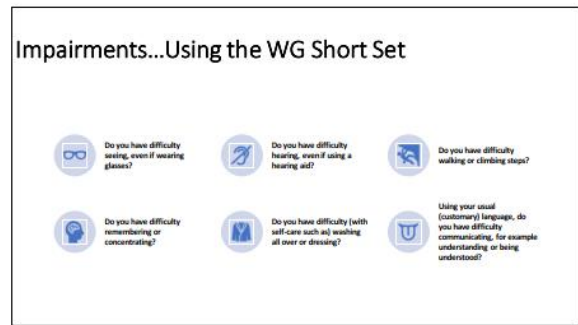 Impairments...Using the WG Short Set
Do you have difficulty
seeing, even if wearing
glasses?
Do you have difficulty
hearing, even if using a
hearing aid?
Do you have difficulty
walking or climbing steps?
Do you have difficulty
remembering or
concentrating?
Do you have difficulty (with
self-care such as) washing
all over or dressing?
Using your usual
(customary) language, do
you have difficulty
communicating, for example
understanding or being
understood?